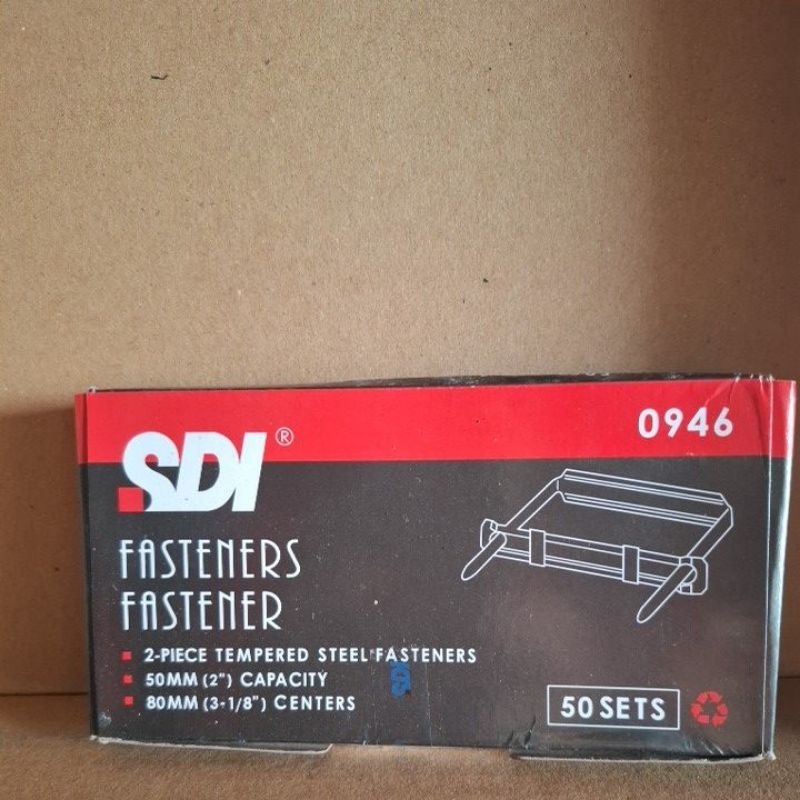 SDI®
0946
FASTENERS
FASTENER
2-PIECE TEMPERED STEEL FASTENERS
50MM (2") CAPACITY
80MM (3-1/8") CENTERS
50 SETS